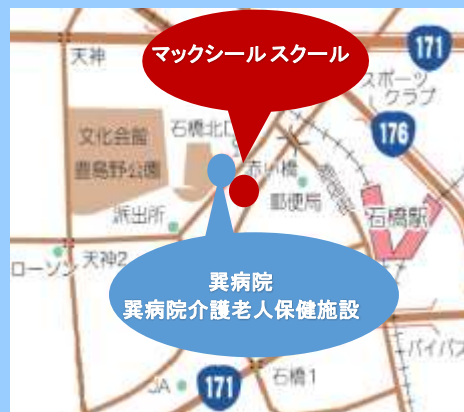 マックシールスクール
171
天神
スポーツ
クラブ
176
文化会館
豊島野公園
石橋北口
赤い橋
郵便局
石橋駅
派出所
ローソン
天神2
巽病院
巽病院介護老人保健施設
バイパス
石橋1
JA
171